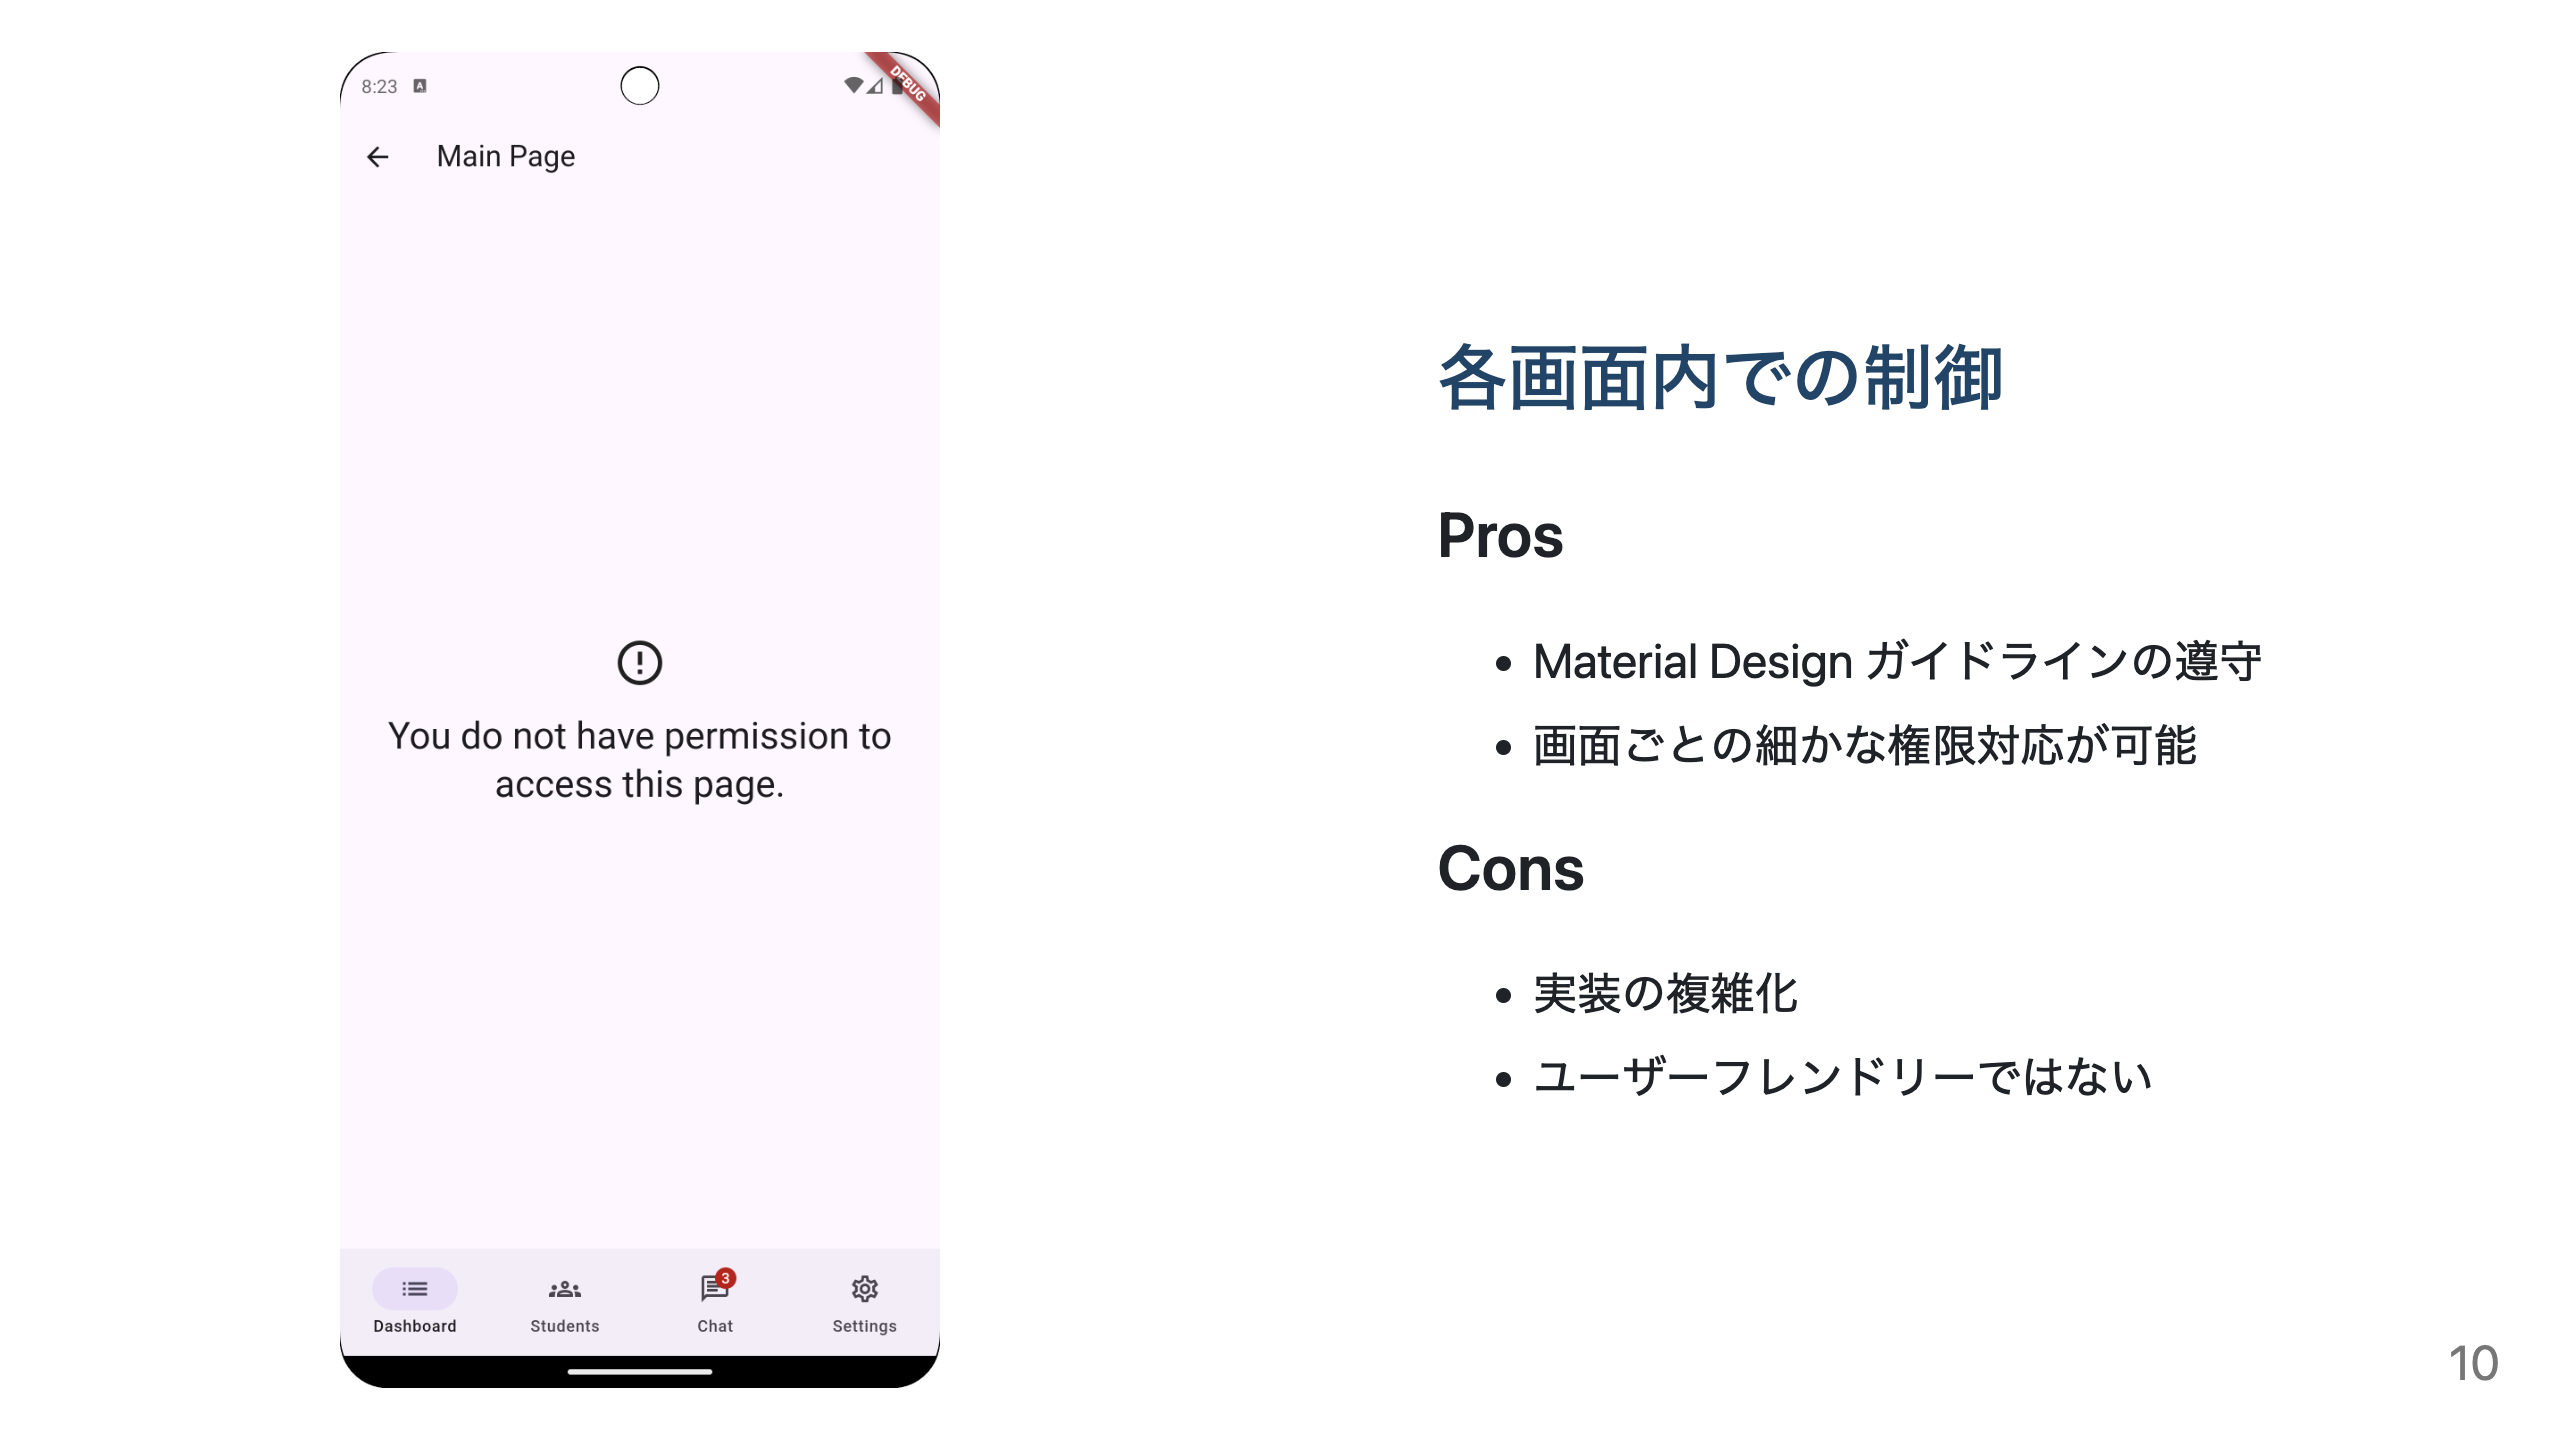 8:23
DEBUG
Main Page
You do not have permission to
access this page.
3
Dashboard
Students
Chat
Settings
各画面内での制御
Pros
• Material Design ガイドラインの遵守
• 画面ごとの細かな権限対応が可能
Cons
• 実装の複雑化
• ユーザーフレンドリーではない
10